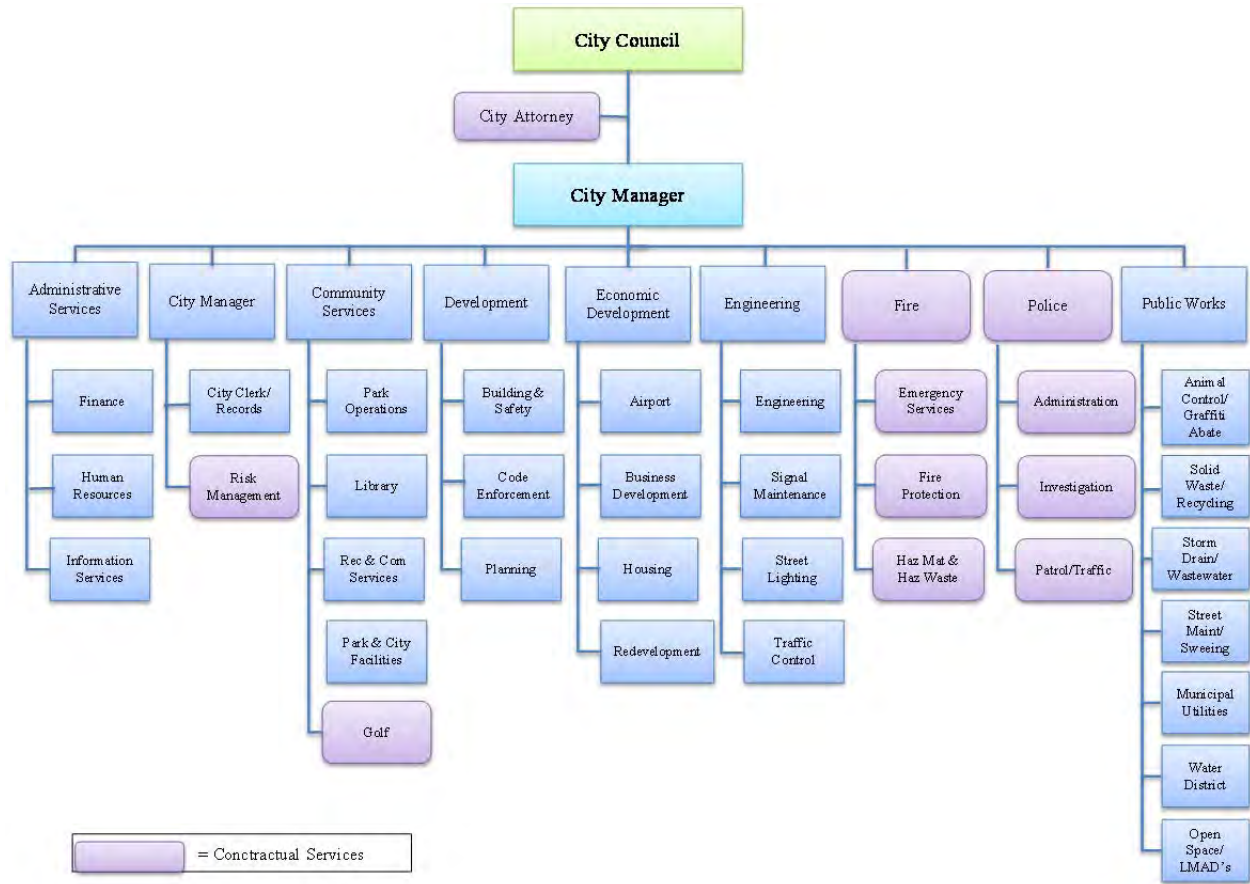 City Council
City Attorney
City Manager
Administrative
Services
City Manager
Community
Services
Development
Economic
Development
Engineering
Fire
Police
Public Works
Finance
Human
Resources
Information
Services
City Clerk/
Records
Risk
Management
Park
Operations
Library
Rec & Com
Services
Park & City
Facilities
Golf
Building &
Safety
Code
Enforcement
Planning
Airport
Business
Development
Housing
Redevelopment
Engineering
Signal
Maintenance
Street
Lighting
Traffic
Control
Emergency
Services
Fire
Protection
Haz Mat &
Haz Waste
Administration
Investigation
Patrol/Traffic
Animal
Control/
Graffiti
Abate
Solid
Waste/
Recycling
Storm
Drain/
Wastewater
Street
Maint/
Sweeing
Municipal
Utilities
Water
District
Open
Space/
LMAD's
= Conctractual Services